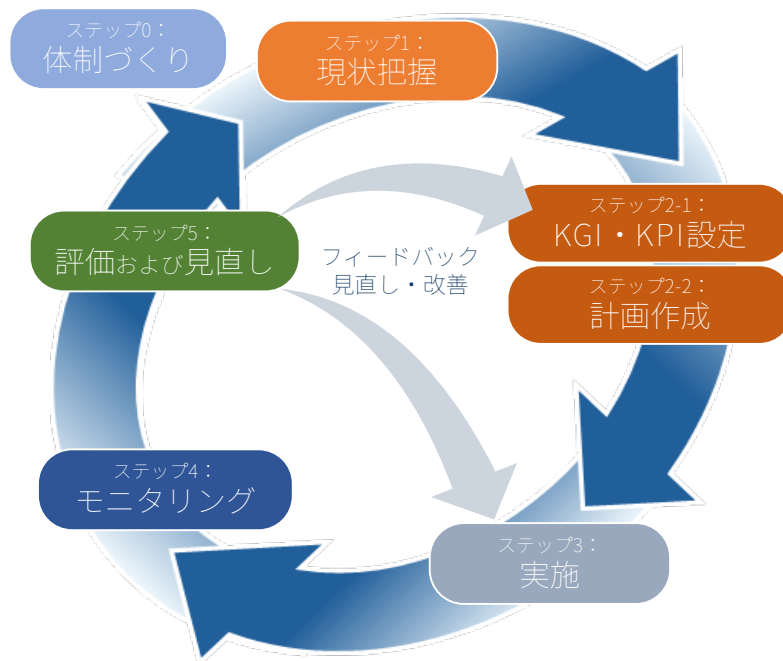 ステップ0：
体制づくり
ステップ1：
現状把握
ステップ2-1：
KGI・KPI設定
ステップ2-2：
計画作成
ステップ5：
評価および見直し
フィードバック
見直し・改善
ステップ4：
モニタリング
ステップ3：
実施